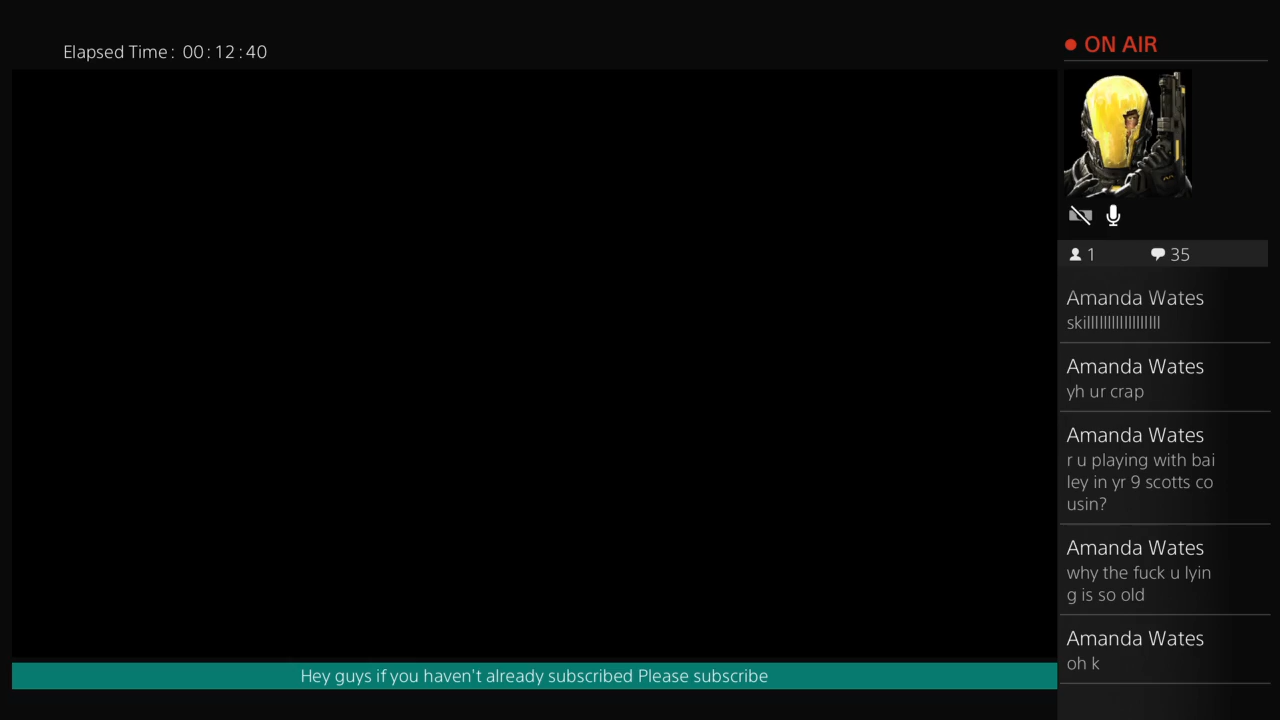 Elapsed Time: 00:12:40
ON AIR
1 35
Amanda Wates
skilllllllllllllllllll
Amanda Wates
yh ur crap
Amanda Wates
r u playing with bai
ley in yr 9 scotts co
usin?
Amanda Wates
why the fuck u lyin
g is so old
Amanda Wates
oh k
Hey guys if you haven't already subscribed Please subscribe